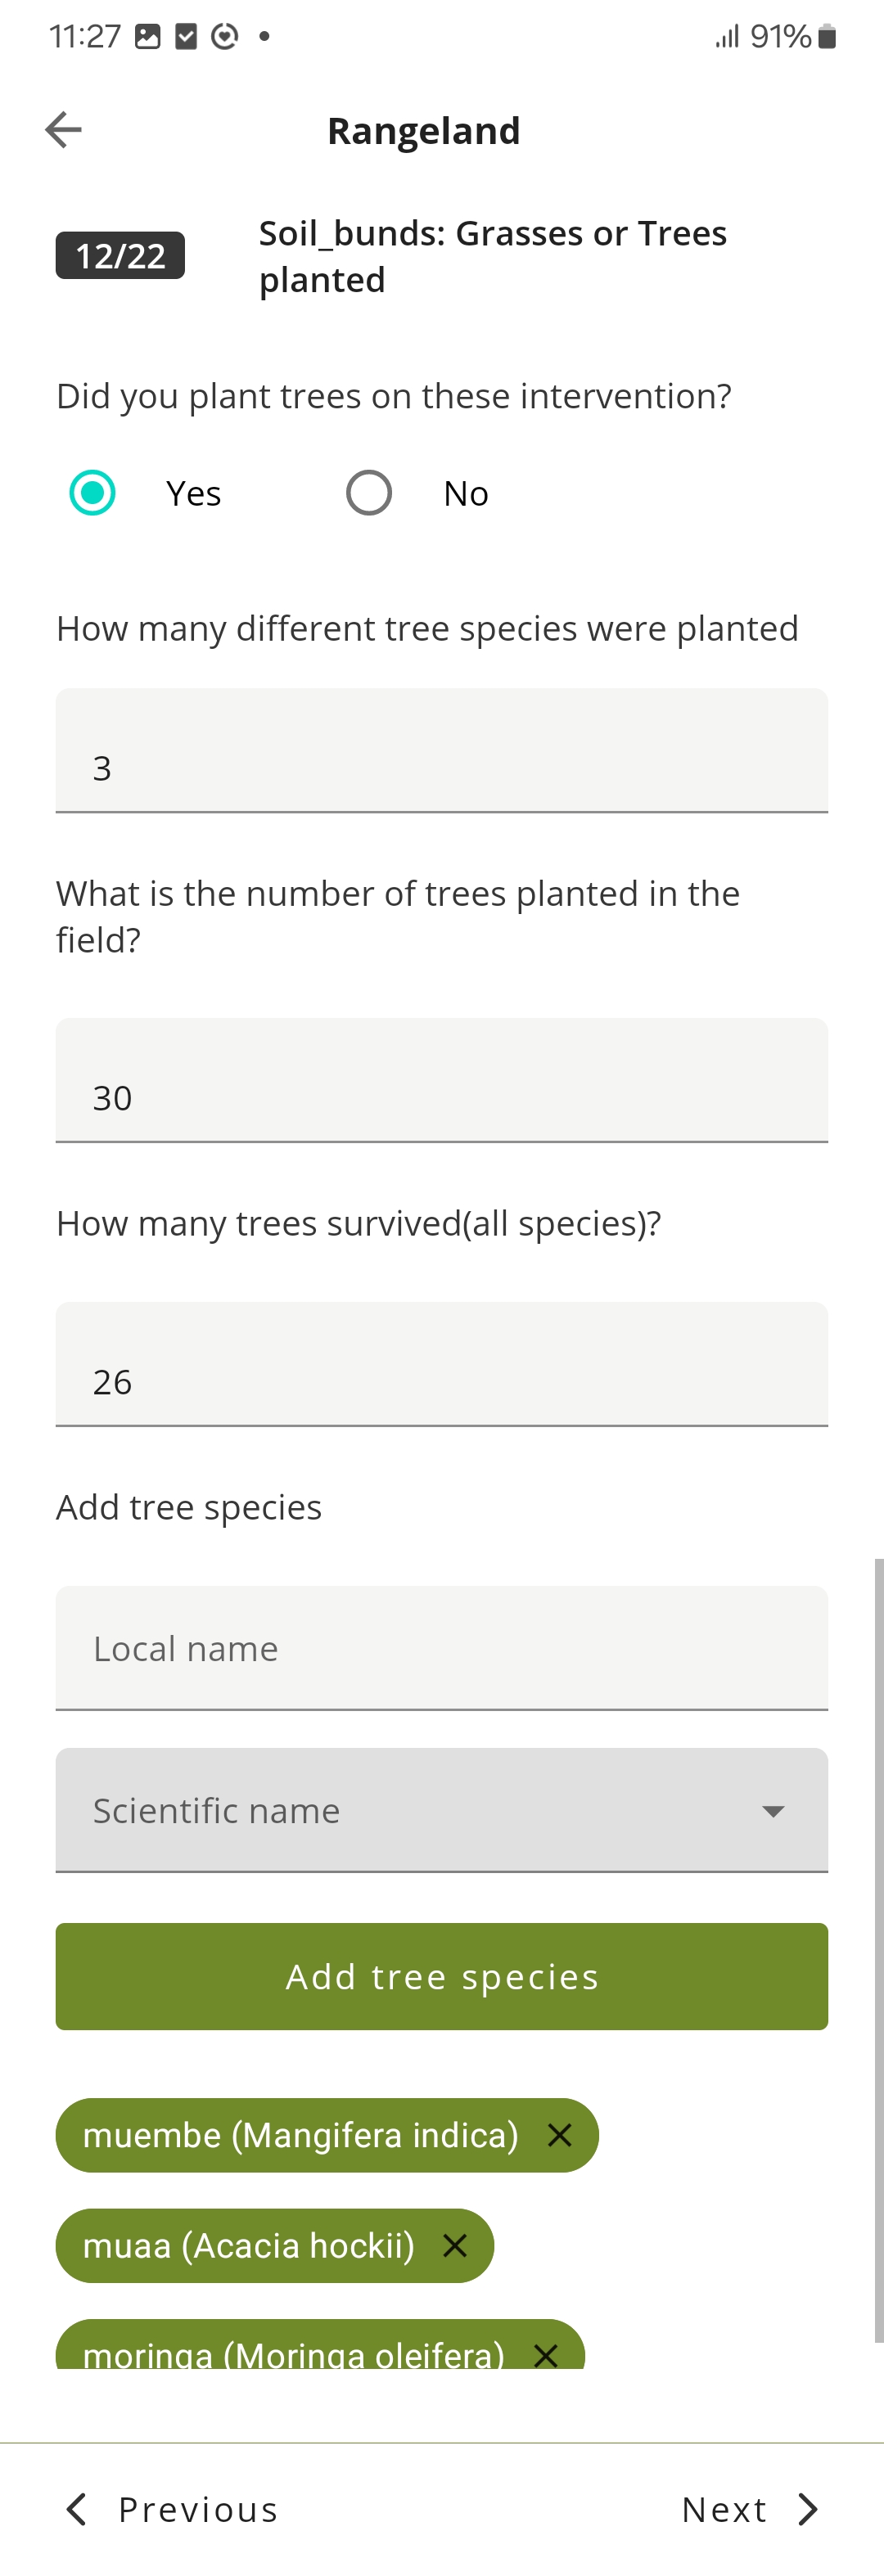 11:27
91%
Rangeland
12/22
Soil_bunds: Grasses or Trees
planted
Did you plant trees on these intervention?
Yes
No
How many different tree species were planted
3
What is the number of trees planted in the
field?
30
How many trees survived(all species)?
26
Add tree species
Local name
Scientific name
Add tree species
muembe (Mangifera indica)
muaa (Acacia hockii)
moringa (Moringa oleifera)
Previous
Next